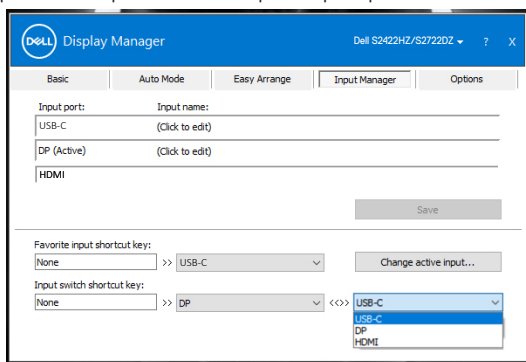 DELL Display Manager Dell S2422HZ/S2722DZ ? X
Basic Auto Mode Easy Arrange Input Manager Options
Input port: Input name:
USB-C (Click to edit)
DP (Active) (Click to edit)
HDMI
Save
Favorite input shortcut key:
None >> USB-C Change active input...
Input switch shortcut key:
None >> DP <<>> USB-C
USB-C
DP
HDMI